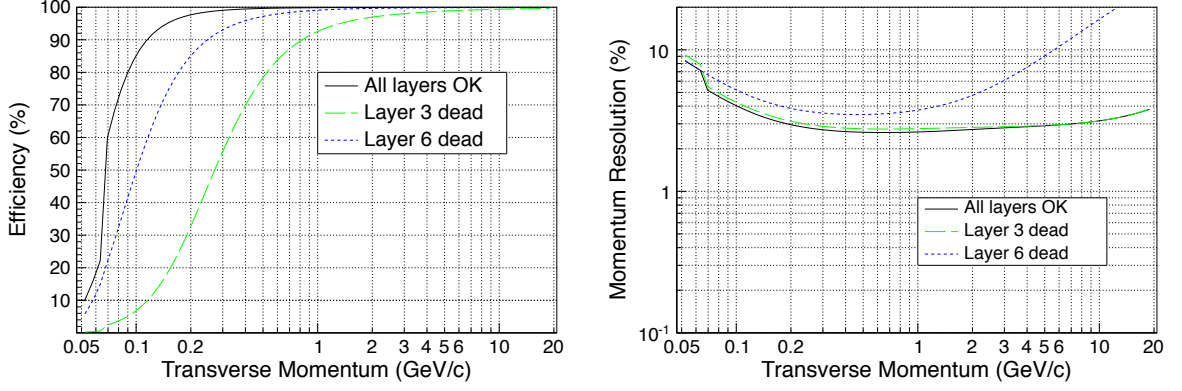 100
90
80
70
60
50
40
30
20
10
Efficiency (%)
All layers OK
Layer 3 dead
Layer 6 dead
0.05 0.1 0.2 1 2 3 4 5 6 10 20
Transverse Momentum (GeV/c)
10
1
10-1
Momentum Resolution (%)
All layers OK
Layer 3 dead
Layer 6 dead
0.05 0.1 0.2 1 2 3 4 5 6 10 20
Transverse Momentum (GeV/c)